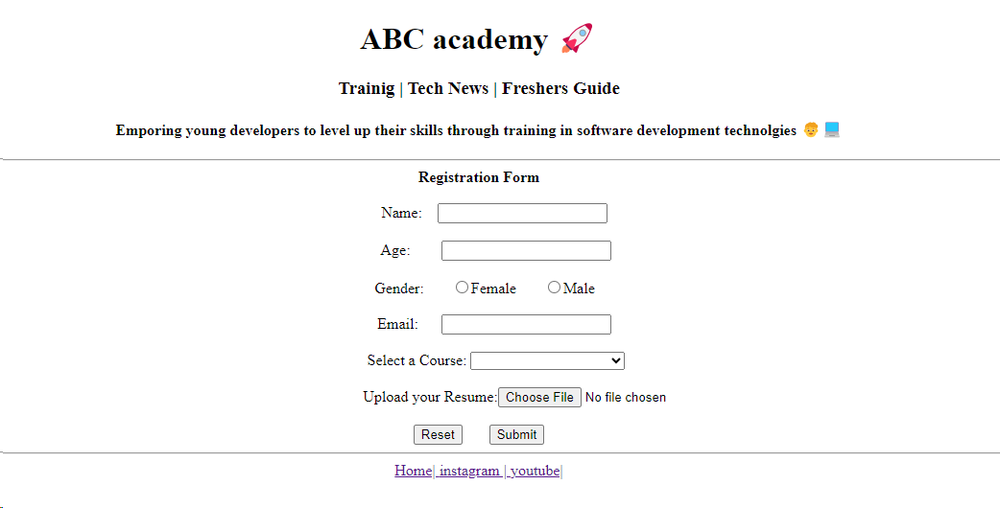 ABC academy 🚀
Trainig | Tech News | Freshers Guide
Emporing young developers to level up their skills through training in software development technolgies 👨 💻
Registration Form
Name:
Age:
Gender: Female Male
Email:
Select a Course:
Upload your Resume: Choose File No file chosen
Reset Submit
Home| instagram | youtube|